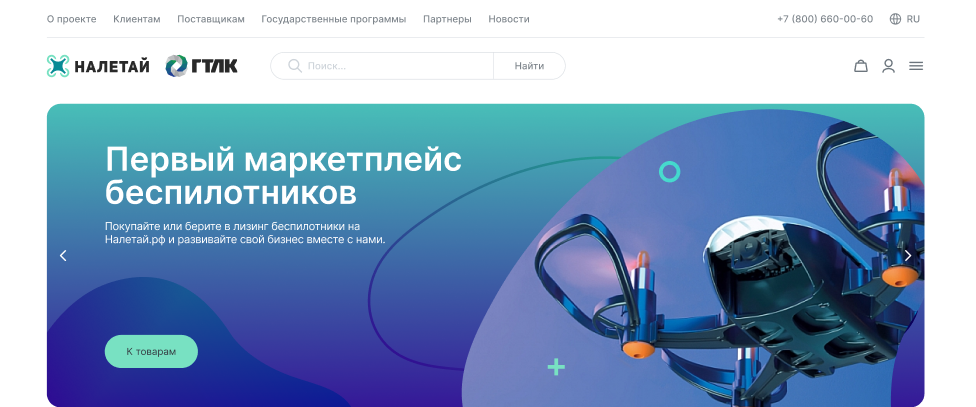 О проекте Клиентам Поставщикам Государственные программы Партнеры Новости +7 (800) 660-00-60 RU
НАЛЕТАЙ ГТЛК Поиск... Найти
Первый маркетплейс
беспилотников
Покупайте или берите в лизинг беспилотники на
Налетай.рф и развивайте свой бизнес вместе с нами.
К товарам